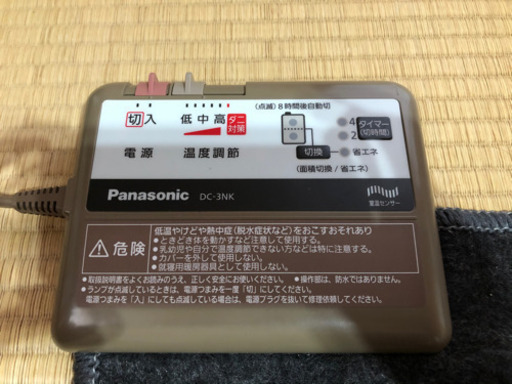 (点滅) 8時間後自動切
切 入
低 中 高
ダニ対策
4
2
タイマー
(切時間)
電源
温度調節
切換
省エネ
(面積切換/省エネ)
Panasonic
DC-3NK
室温センサー
危険
低温やけどや熱中症(脱水症状など)をおこすおそれあり
●ときどき体を動かすなど注意して使用する。
●乳幼児や自分で温度調節できない方などは特に注意する。
●カバーを外して使用しない。
●就寝用暖房器具として使用しない。
●取扱説明書をよくお読みのうえ、正しく安全にお使いください。 ●操作部は、防水ではありません。
●ランプが点滅しているときは、電源つまみを一度「切」にしてください。
電源つまみを「入」にしても点滅している場合は、電源プラグを抜いて修理依頼してください。